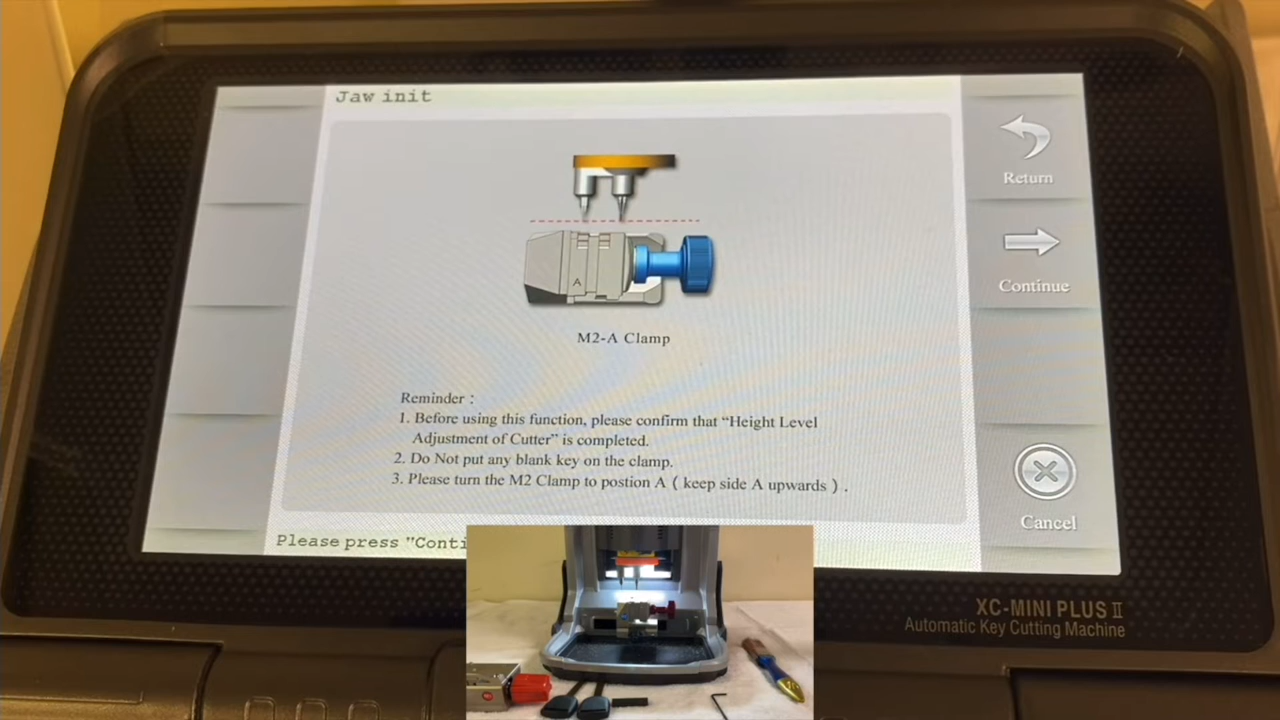 Jaw init
Return
Continue
A
M2-A Clamp
Reminder :
1. Before using this function, please confirm that “Height Level
Adjustment of Cutter” is completed.
2. Do Not put any blank key on the clamp.
3. Please turn the M2 Clamp to postion A ( keep side A upwards ) .
Cancel
Please press "Conti
XC-MINI PLUS II
Automatic Key Cutting Machine